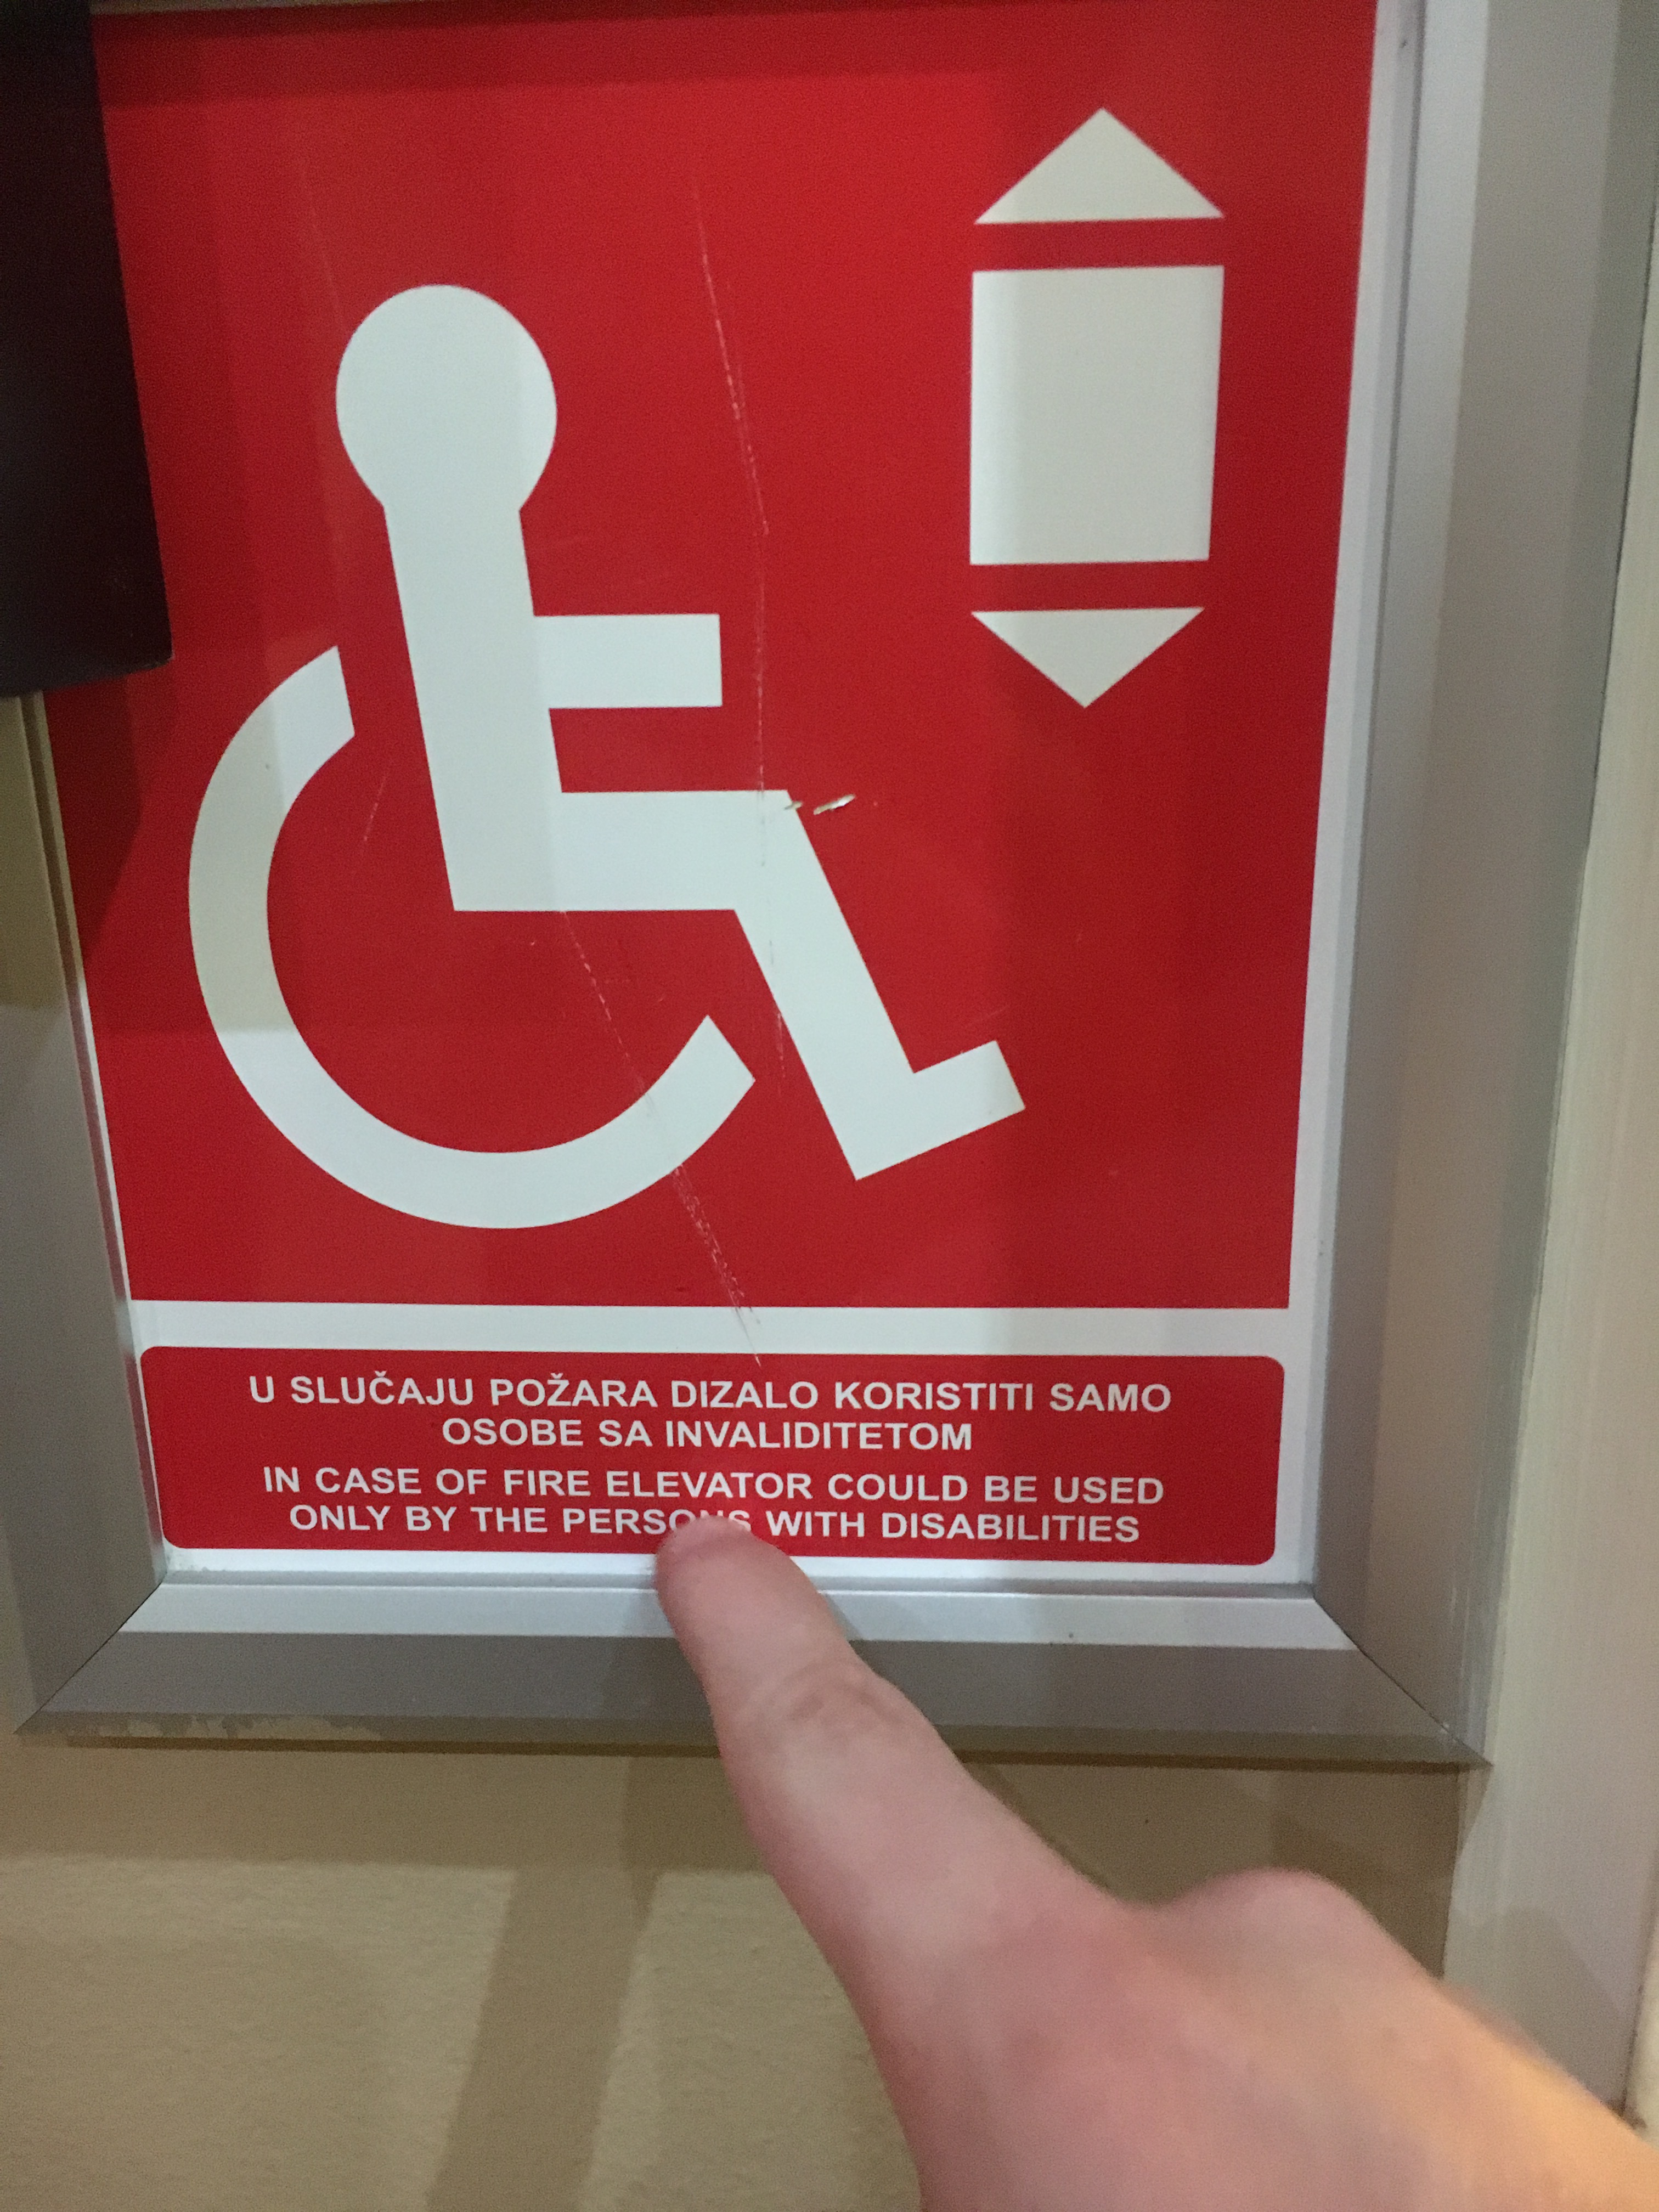 U SLUČAJU POŽARA DIZALO KORISTITI SAMO
OSOBE SA INVALIDITETOM
IN CASE OF FIRE ELEVATOR COULD BE USED
ONLY BY THE PERSONS WITH DISABILITIES